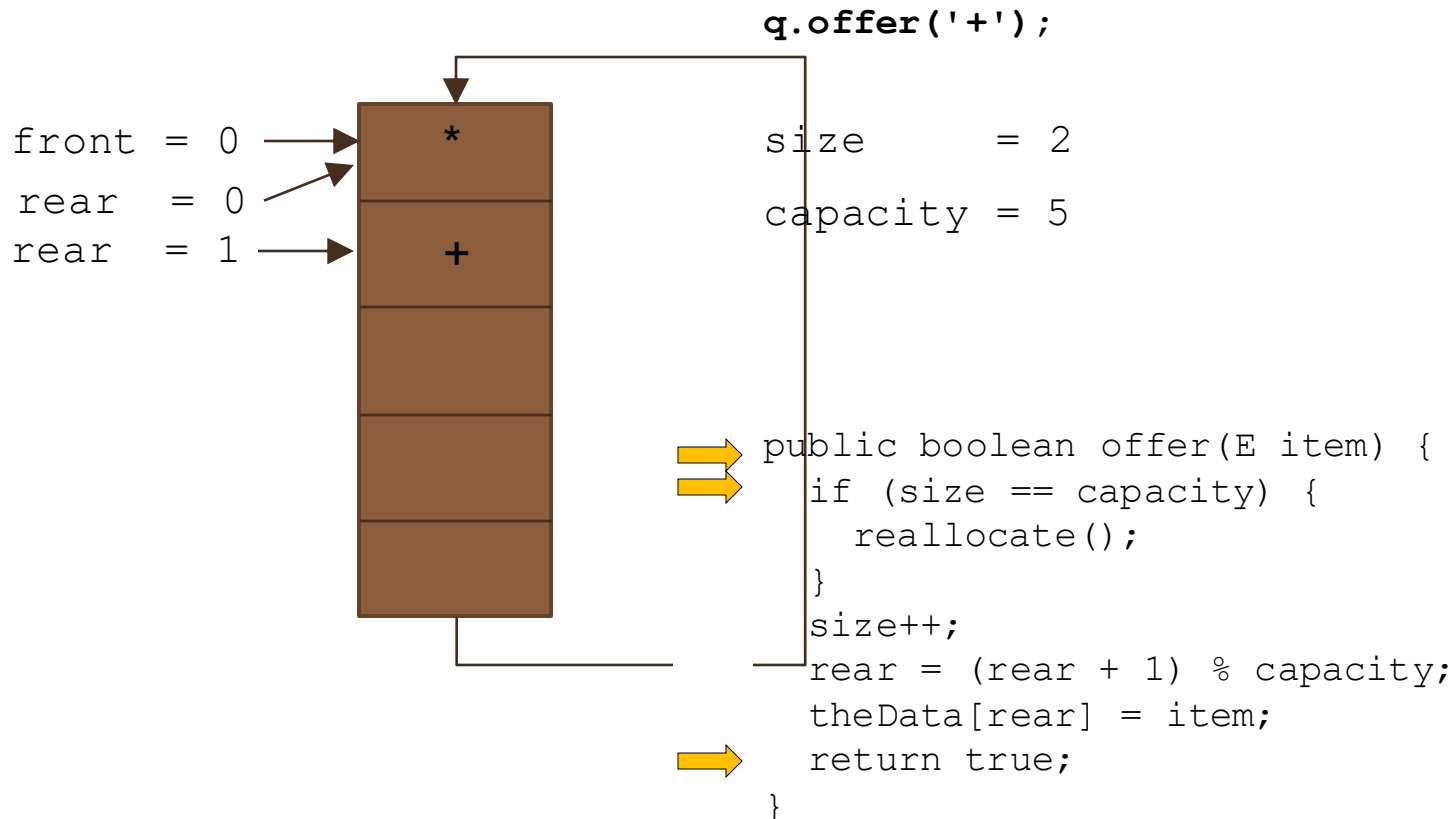 q.offer('+');
front = 0
rear = 0
rear = 1
*
+
size = 2
capacity = 5
public boolean offer(E item) {
if (size == capacity) {
reallocate();
}
size++;
rear = (rear + 1) % capacity;
theData[rear] = item;
return true;
}